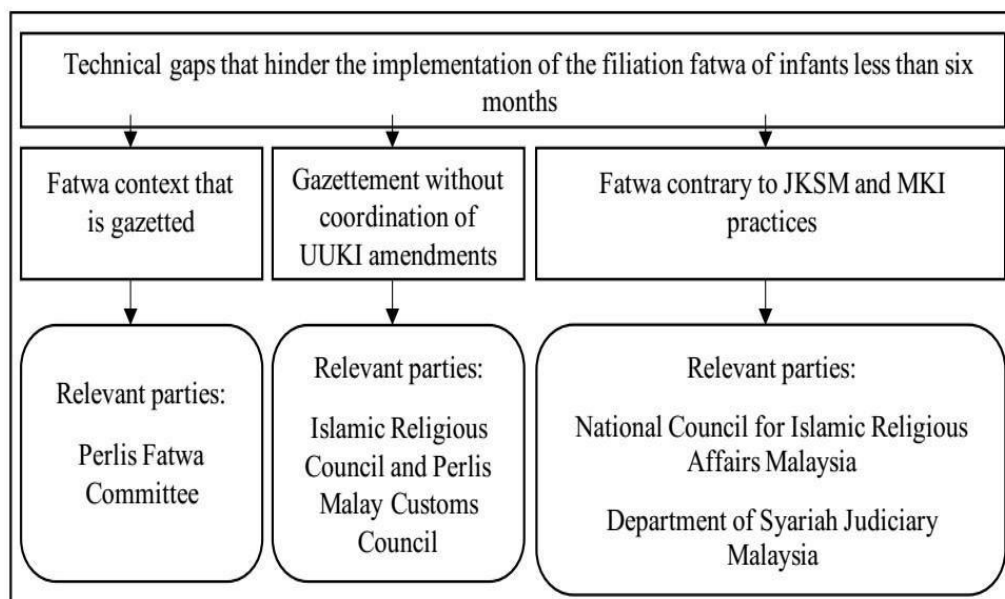 Technical gaps that hinder the implementation of the filiation fatwa of infants less than six
months
Fatwa context that
is gazetted
Gazettement without
coordination of
UUKI amendments
Fatwa contrary to JKSM and MKI
practices
Relevant parties:
Perlis Fatwa
Committee
Relevant parties:
Islamic Religious
Council and Perlis
Malay Customs
Council
Relevant parties:
National Council for Islamic Religious
Affairs Malaysia
Department of Syariah Judiciary
Malaysia